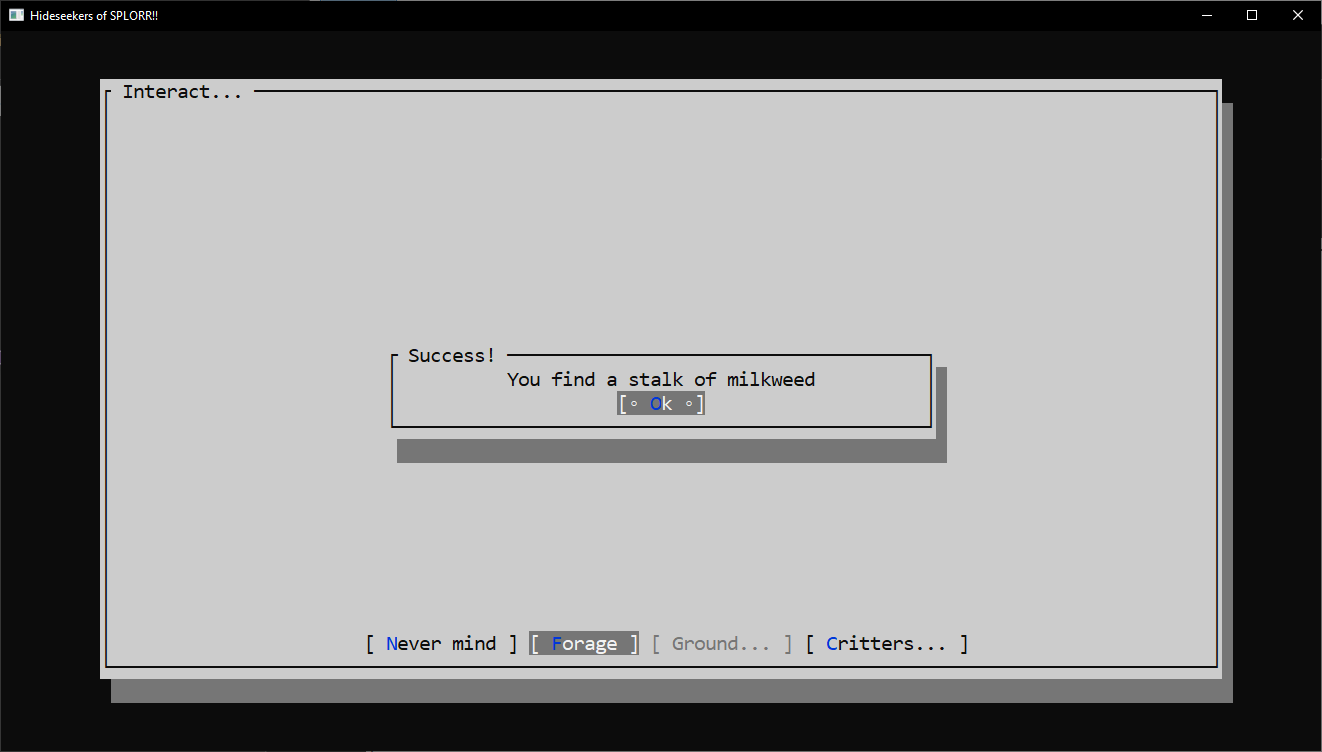 Hideseekers of SPLORR!!
Interact...
Success!
You find a stalk of milkweed
[◦ Ok ◦]
[ Never mind ] [ Forage ] [ Ground... ] [ Critters... ]